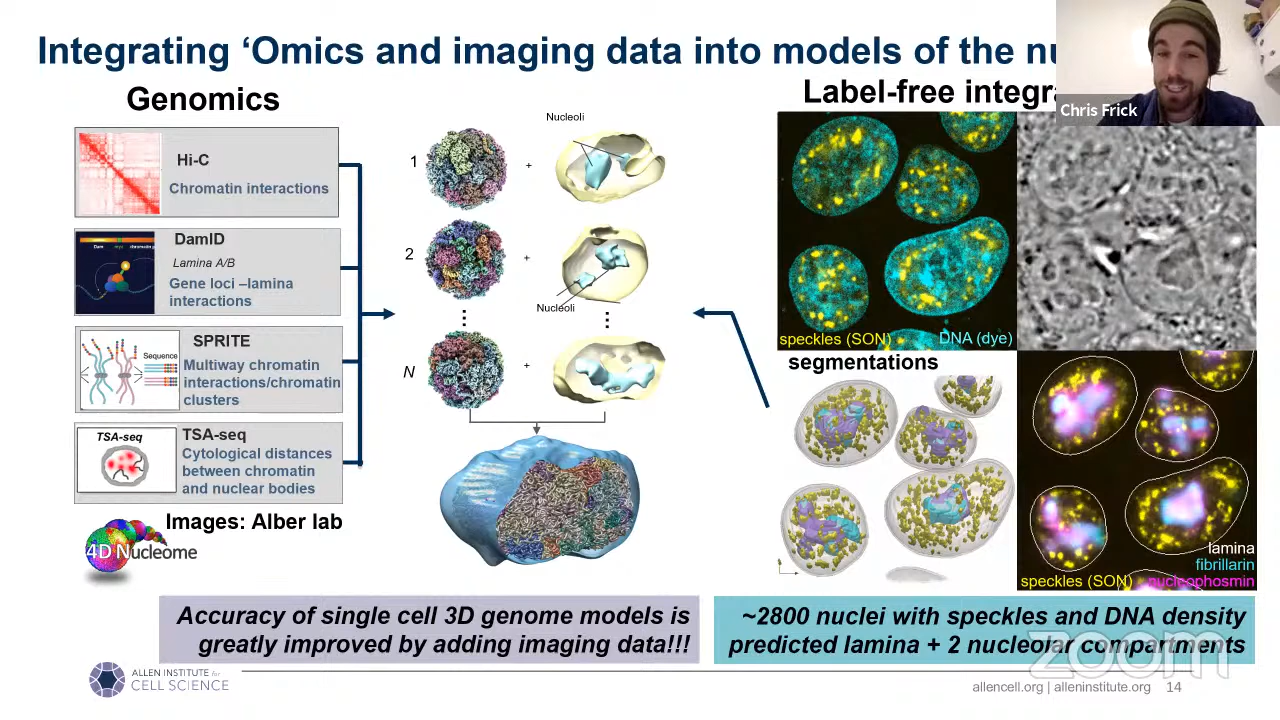 Integrating ‘Omics and imaging data into models of the nu
Chris Frick
Genomics
Label-free integra
Hi-C
Chromatin interactions
DamID
Lamina A/B
Gene loci –lamina
interactions
SPRITE
Sequence
Multiway chromatin
interactions/chromatin
clusters
TSA-seq
TSA-seq
Cytological distances
between chromatin
and nuclear bodies
Images: Alber lab
4D Nucleome
Nucleoli
1
+
2
+
Nucleoli
N
+
speckles (SON)
DNA (dye)
segmentations
lamina
fibrillarin
speckles (SON)
nucleophosmin
Accuracy of single cell 3D genome models is
greatly improved by adding imaging data!!!
~2800 nuclei with speckles and DNA density
predicted lamina + 2 nucleolar compartments
zoom
ALLEN INSTITUTE for
CELL SCIENCE
allencell.org | alleninstitute.org
14